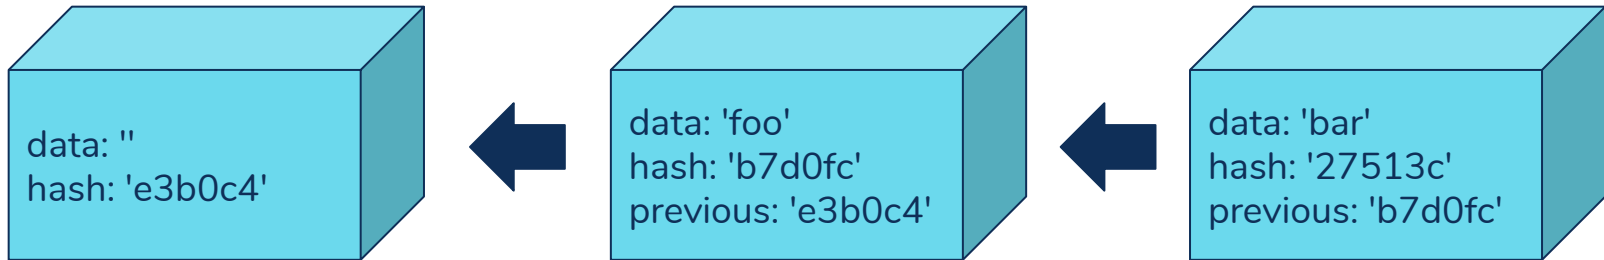 data: ''
hash: 'e3b0c4'
data: 'foo'
hash: 'b7d0fc'
previous: 'e3b0c4'
data: 'bar'
hash: '27513c'
previous: 'b7d0fc'